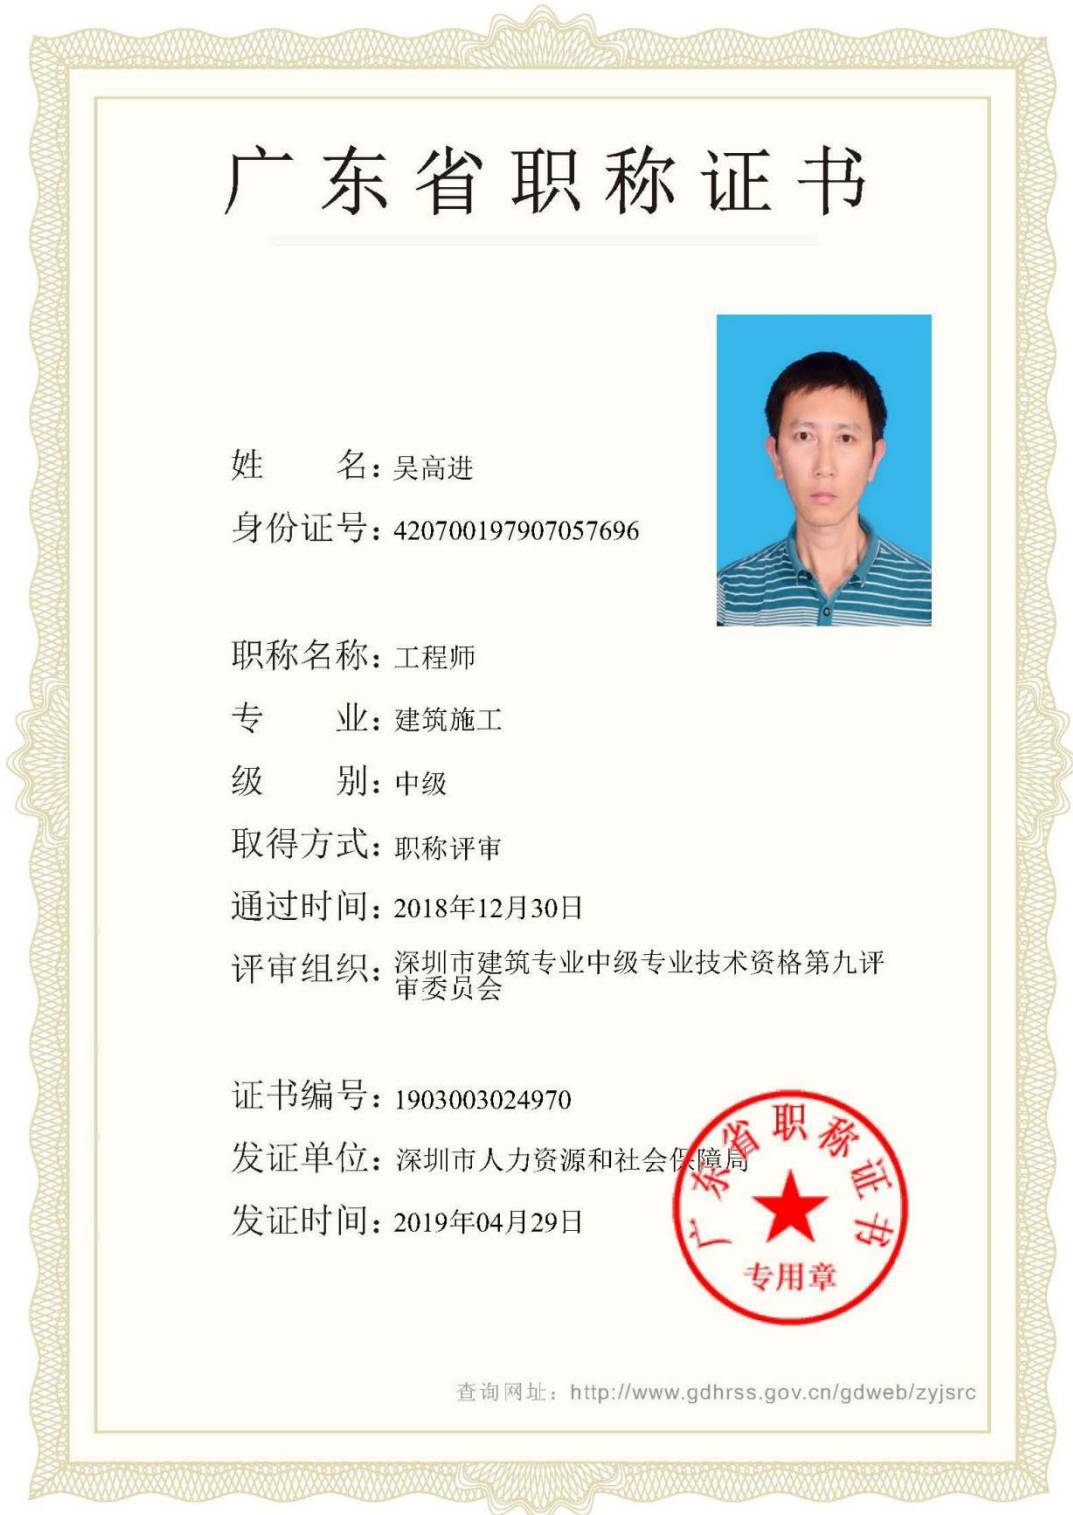 广东省职称证书
姓 名：吴高进
身份证号：420700197907057696
职称名称：工程师
专 业：建筑施工
级 别：中级
取得方式：职称评审
通过时间：2018年12月30日
评审组织：深圳市建筑专业中级专业技术资格第九评
审委员会
证书编号：1903003024970
发证单位：深圳市人力资源和社会保障局
发证时间：2019年04月29日
广东省职称证书
专用章
查询网址：http://www.gdhrss.gov.cn/gdweb/zyjsrc